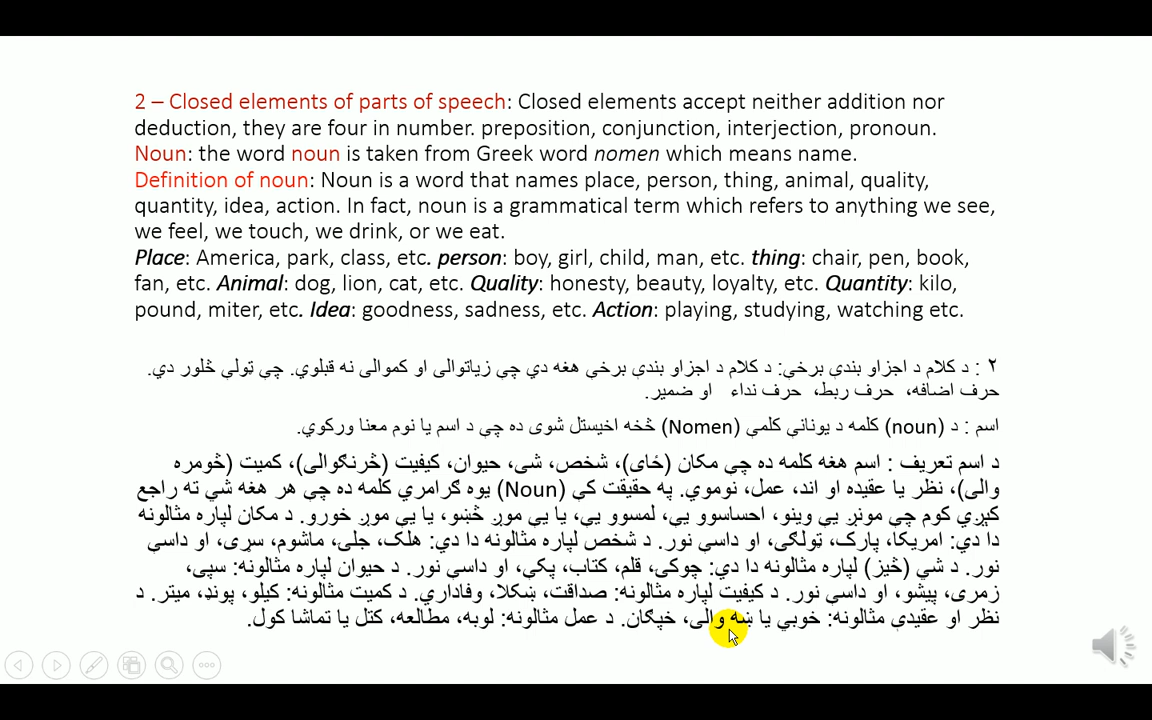 2 – Closed elements of parts of speech: Closed elements accept neither addition nor
deduction, they are four in number. preposition, conjunction, interjection, pronoun.
Noun: the word noun is taken from Greek word nomen which means name.
Definition of noun: Noun is a word that names place, person, thing, animal, quality,
quantity, idea, action. In fact, noun is a grammatical term which refers to anything we see,
we feel, we touch, we drink, or we eat.
Place: America, park, class, etc. person: boy, girl, child, man, etc. thing: chair, pen, book,
fan, etc. Animal: dog, lion, cat, etc. Quality: honesty, beauty, loyalty, etc. Quantity: kilo,
pound, miter, etc. Idea: goodness, sadness, etc. Action: playing, studying, watching etc.
۲ : د کلام د اجزاو بندې برخې: د کلام د اجزاو بندې برخې هغه دي چې زیاتوالی او کموالی نه قبلوي. چې ټولې څلور دي.
حرف اضافه، حرف ربط، حرف نداء او ضمیر.
اسم : د (noun) کلمه د یونانې کلمې (Nomen) څخه اخیستل شوی ده چې د اسم یا نوم معنا ورکوي.
د اسم تعریف : اسم هغه کلمه ده چې مکان (ځای)، شخص، شی، حیوان، کیفیت (څرنګوالی)، کمیت (څومره
والی)، نظر یا عقیده او اند، عمل، نوموي. په حقیقت کې (Noun) یوه ګرامري کلمه ده چې هر هغه شي ته راجع
کېږي کوم چې مونږ یې وینو، احساسوو یې، لمسوو یې، یا یې موږ څښو، یا یې موږ خورو. د مکان لپاره مثالونه
دا دي: امریکا، پارک، ټولګی، او داسې نور. د شخص لپاره مثالونه دا دي: هلک، جلی، ماشوم، سړی، او داسې
نور. د شي (څیز) لپاره مثالونه دا دي: چوکی، قلم، کتاب، پکې، او داسې نور. د حیوان لپاره مثالونه: سپی،
زمری، پیشو، او داسې نور. د کیفیت لپاره مثالونه: صداقت، ښکلا، وفاداري. د کمیت مثالونه: کیلو، پونډ، میتر. د
نظر او عقیدې مثالونه: خوبي یا ښه والی، خپګان. د عمل مثالونه: لوبه، مطالعه، کتل یا تماشا کول.